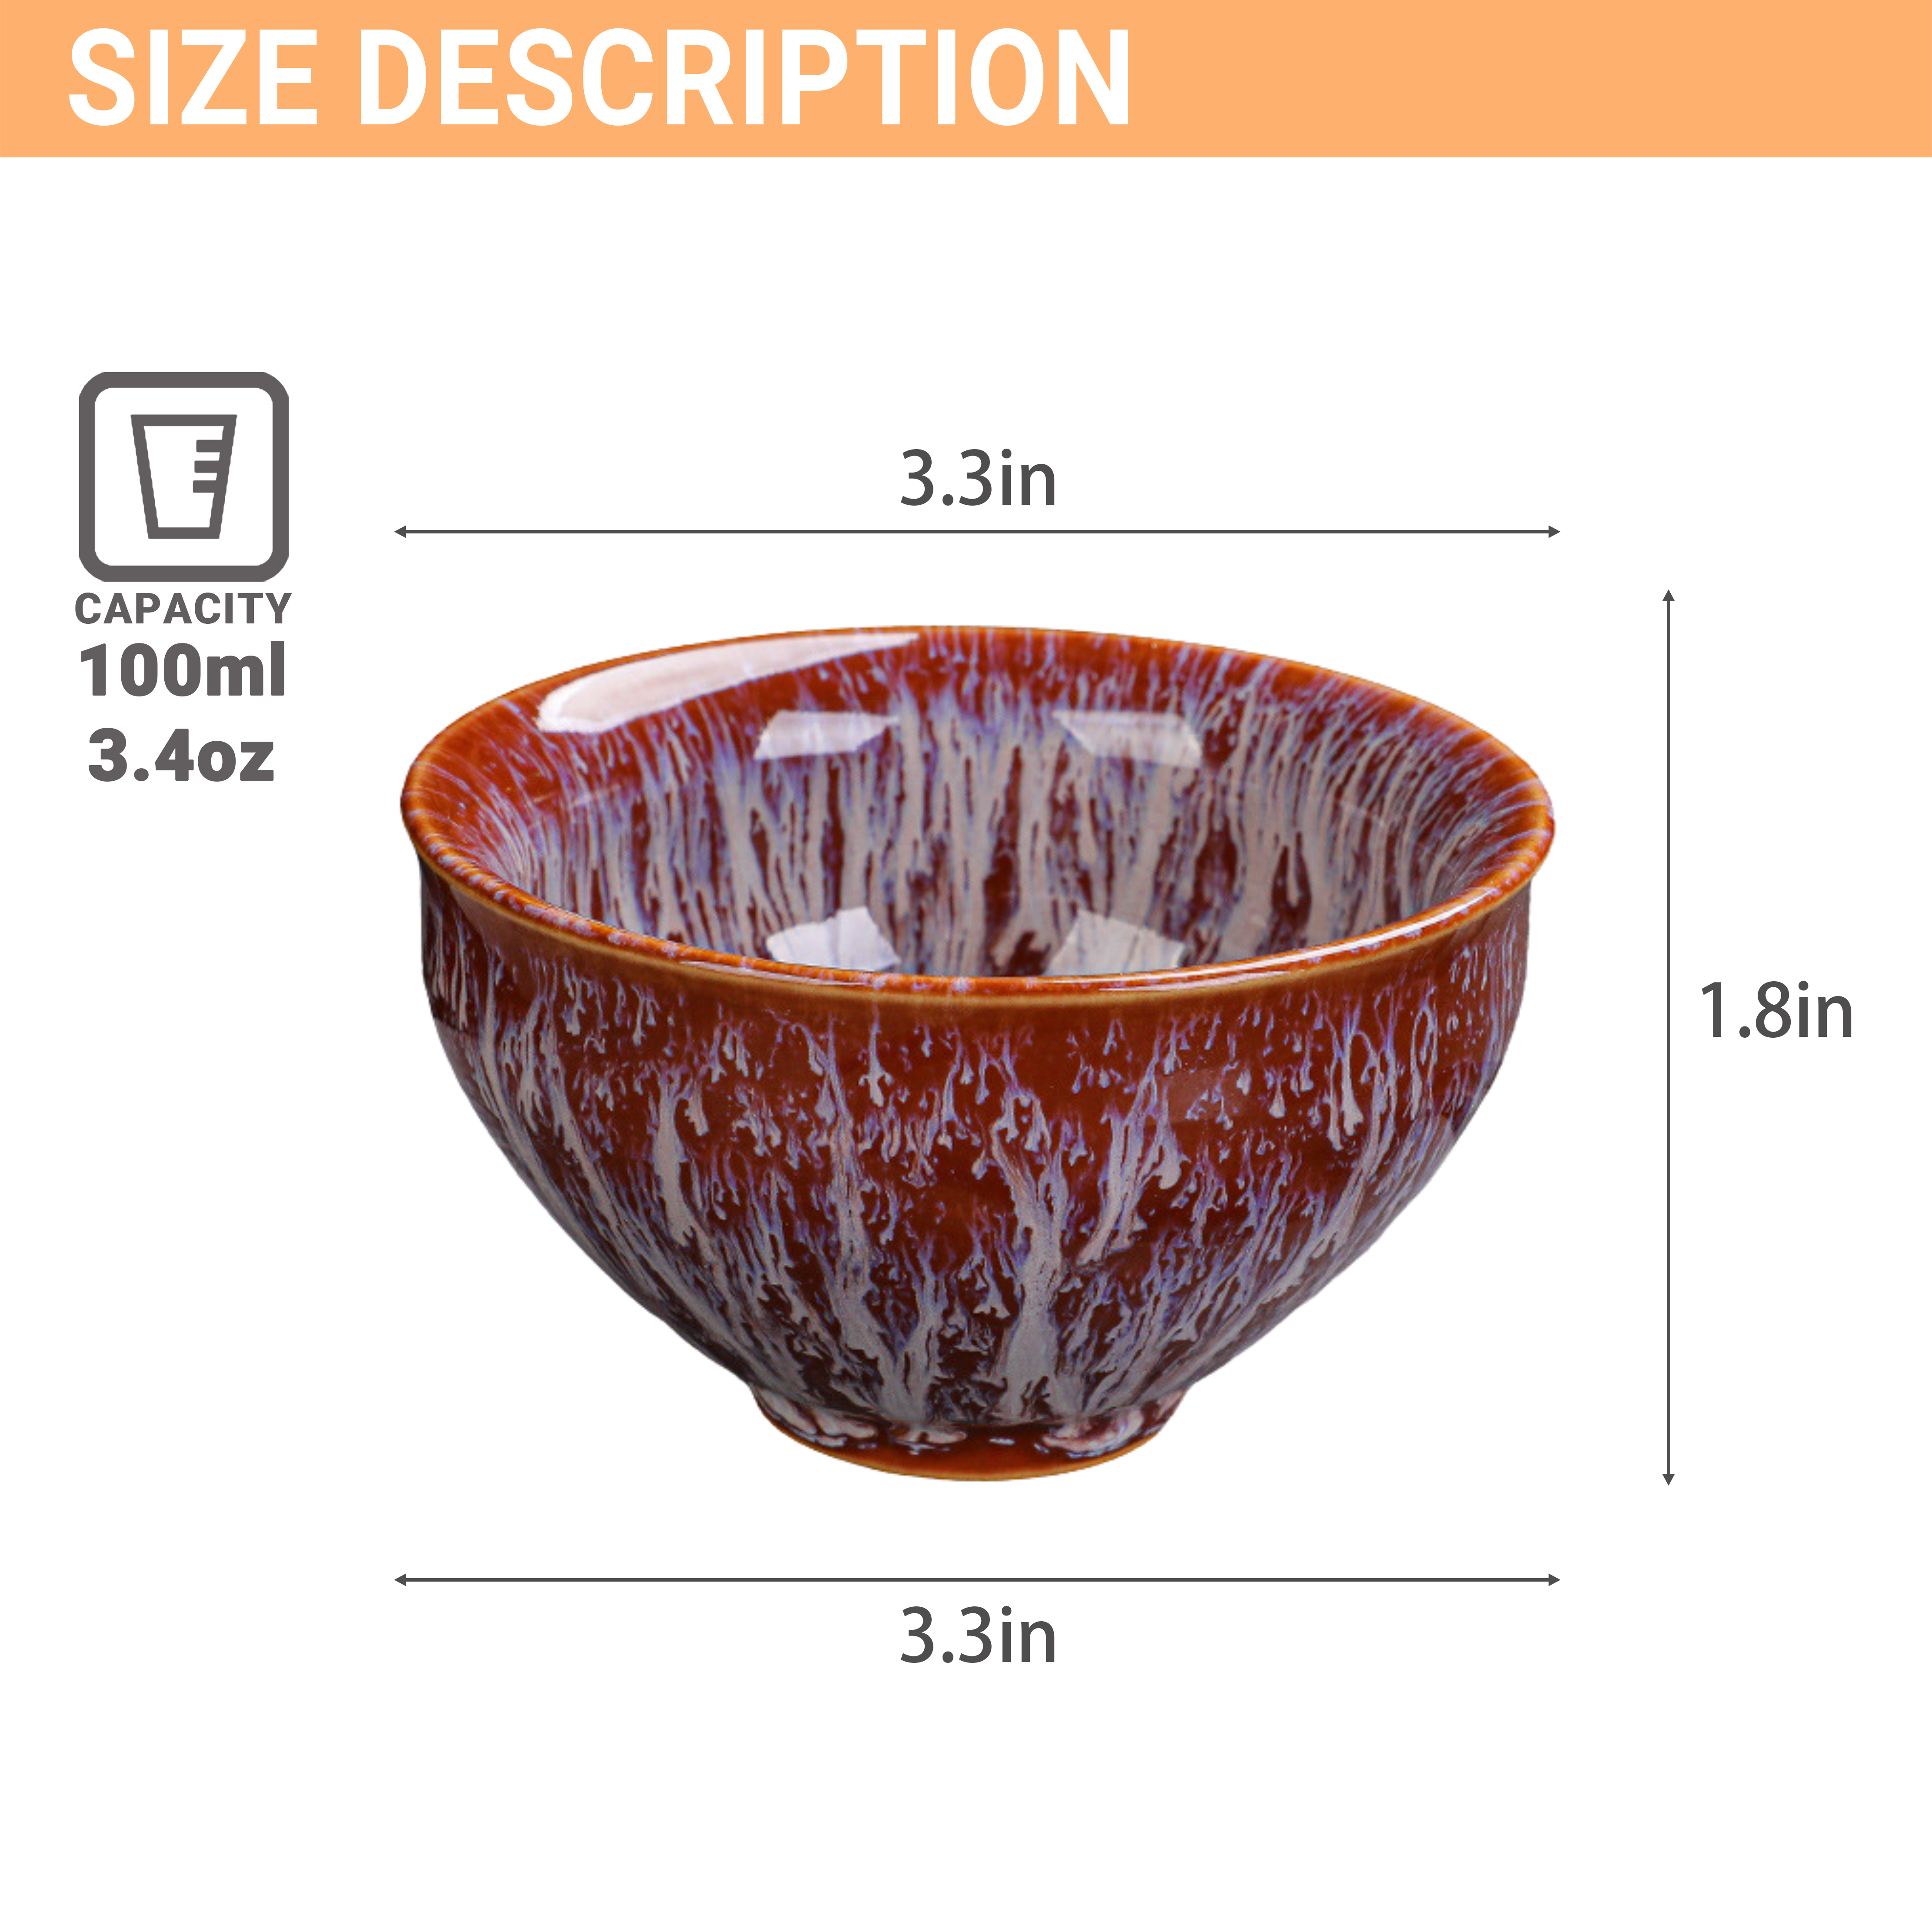 SIZE DESCRIPTION
CAPACITY
100ml
3.4oz
3.3in
1.8in
3.3in